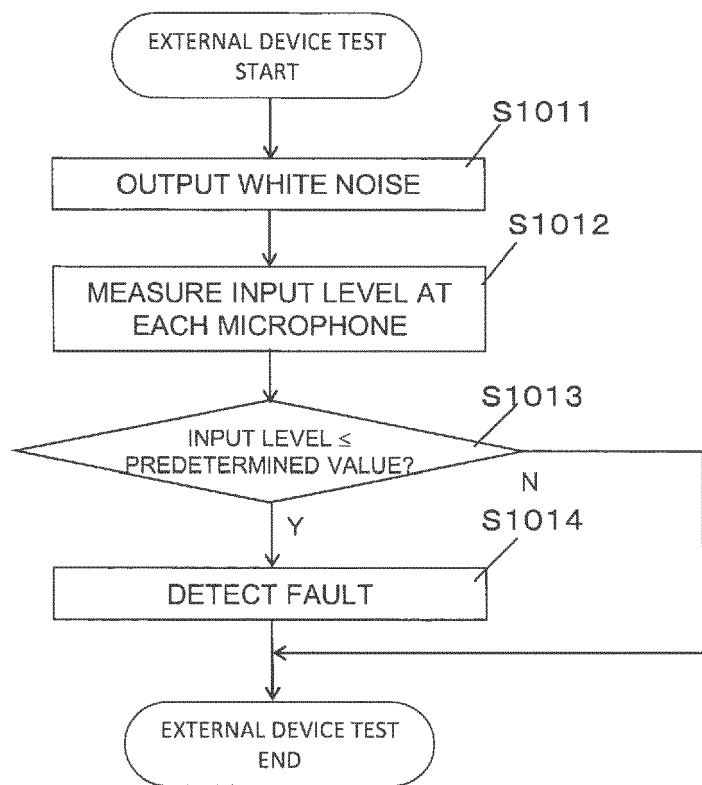 EXTERNAL DEVICE TEST
START
S1011
OUTPUT WHITE NOISE
S1012
MEASURE INPUT LEVEL AT
EACH MICROPHONE
S1013
INPUT LEVEL ≤
PREDETERMINED VALUE?
N
Y
S1014
DETECT FAULT
EXTERNAL DEVICE TEST
END